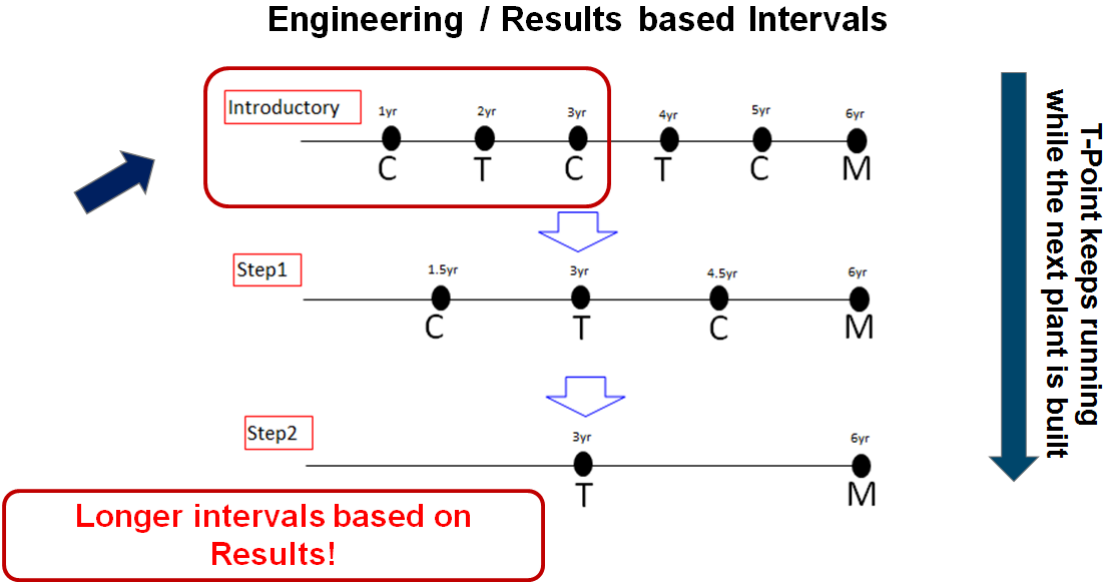 Engineering / Results based Intervals
Introductory
1yr 2yr 3yr 4yr 5yr 6yr
C T C T C M
Step1
1.5yr 3yr 4.5yr 6yr
C T C M
Step2
3yr 6yr
T M
Longer intervals based on
Results!
T-Point keeps running
while the next plant is built